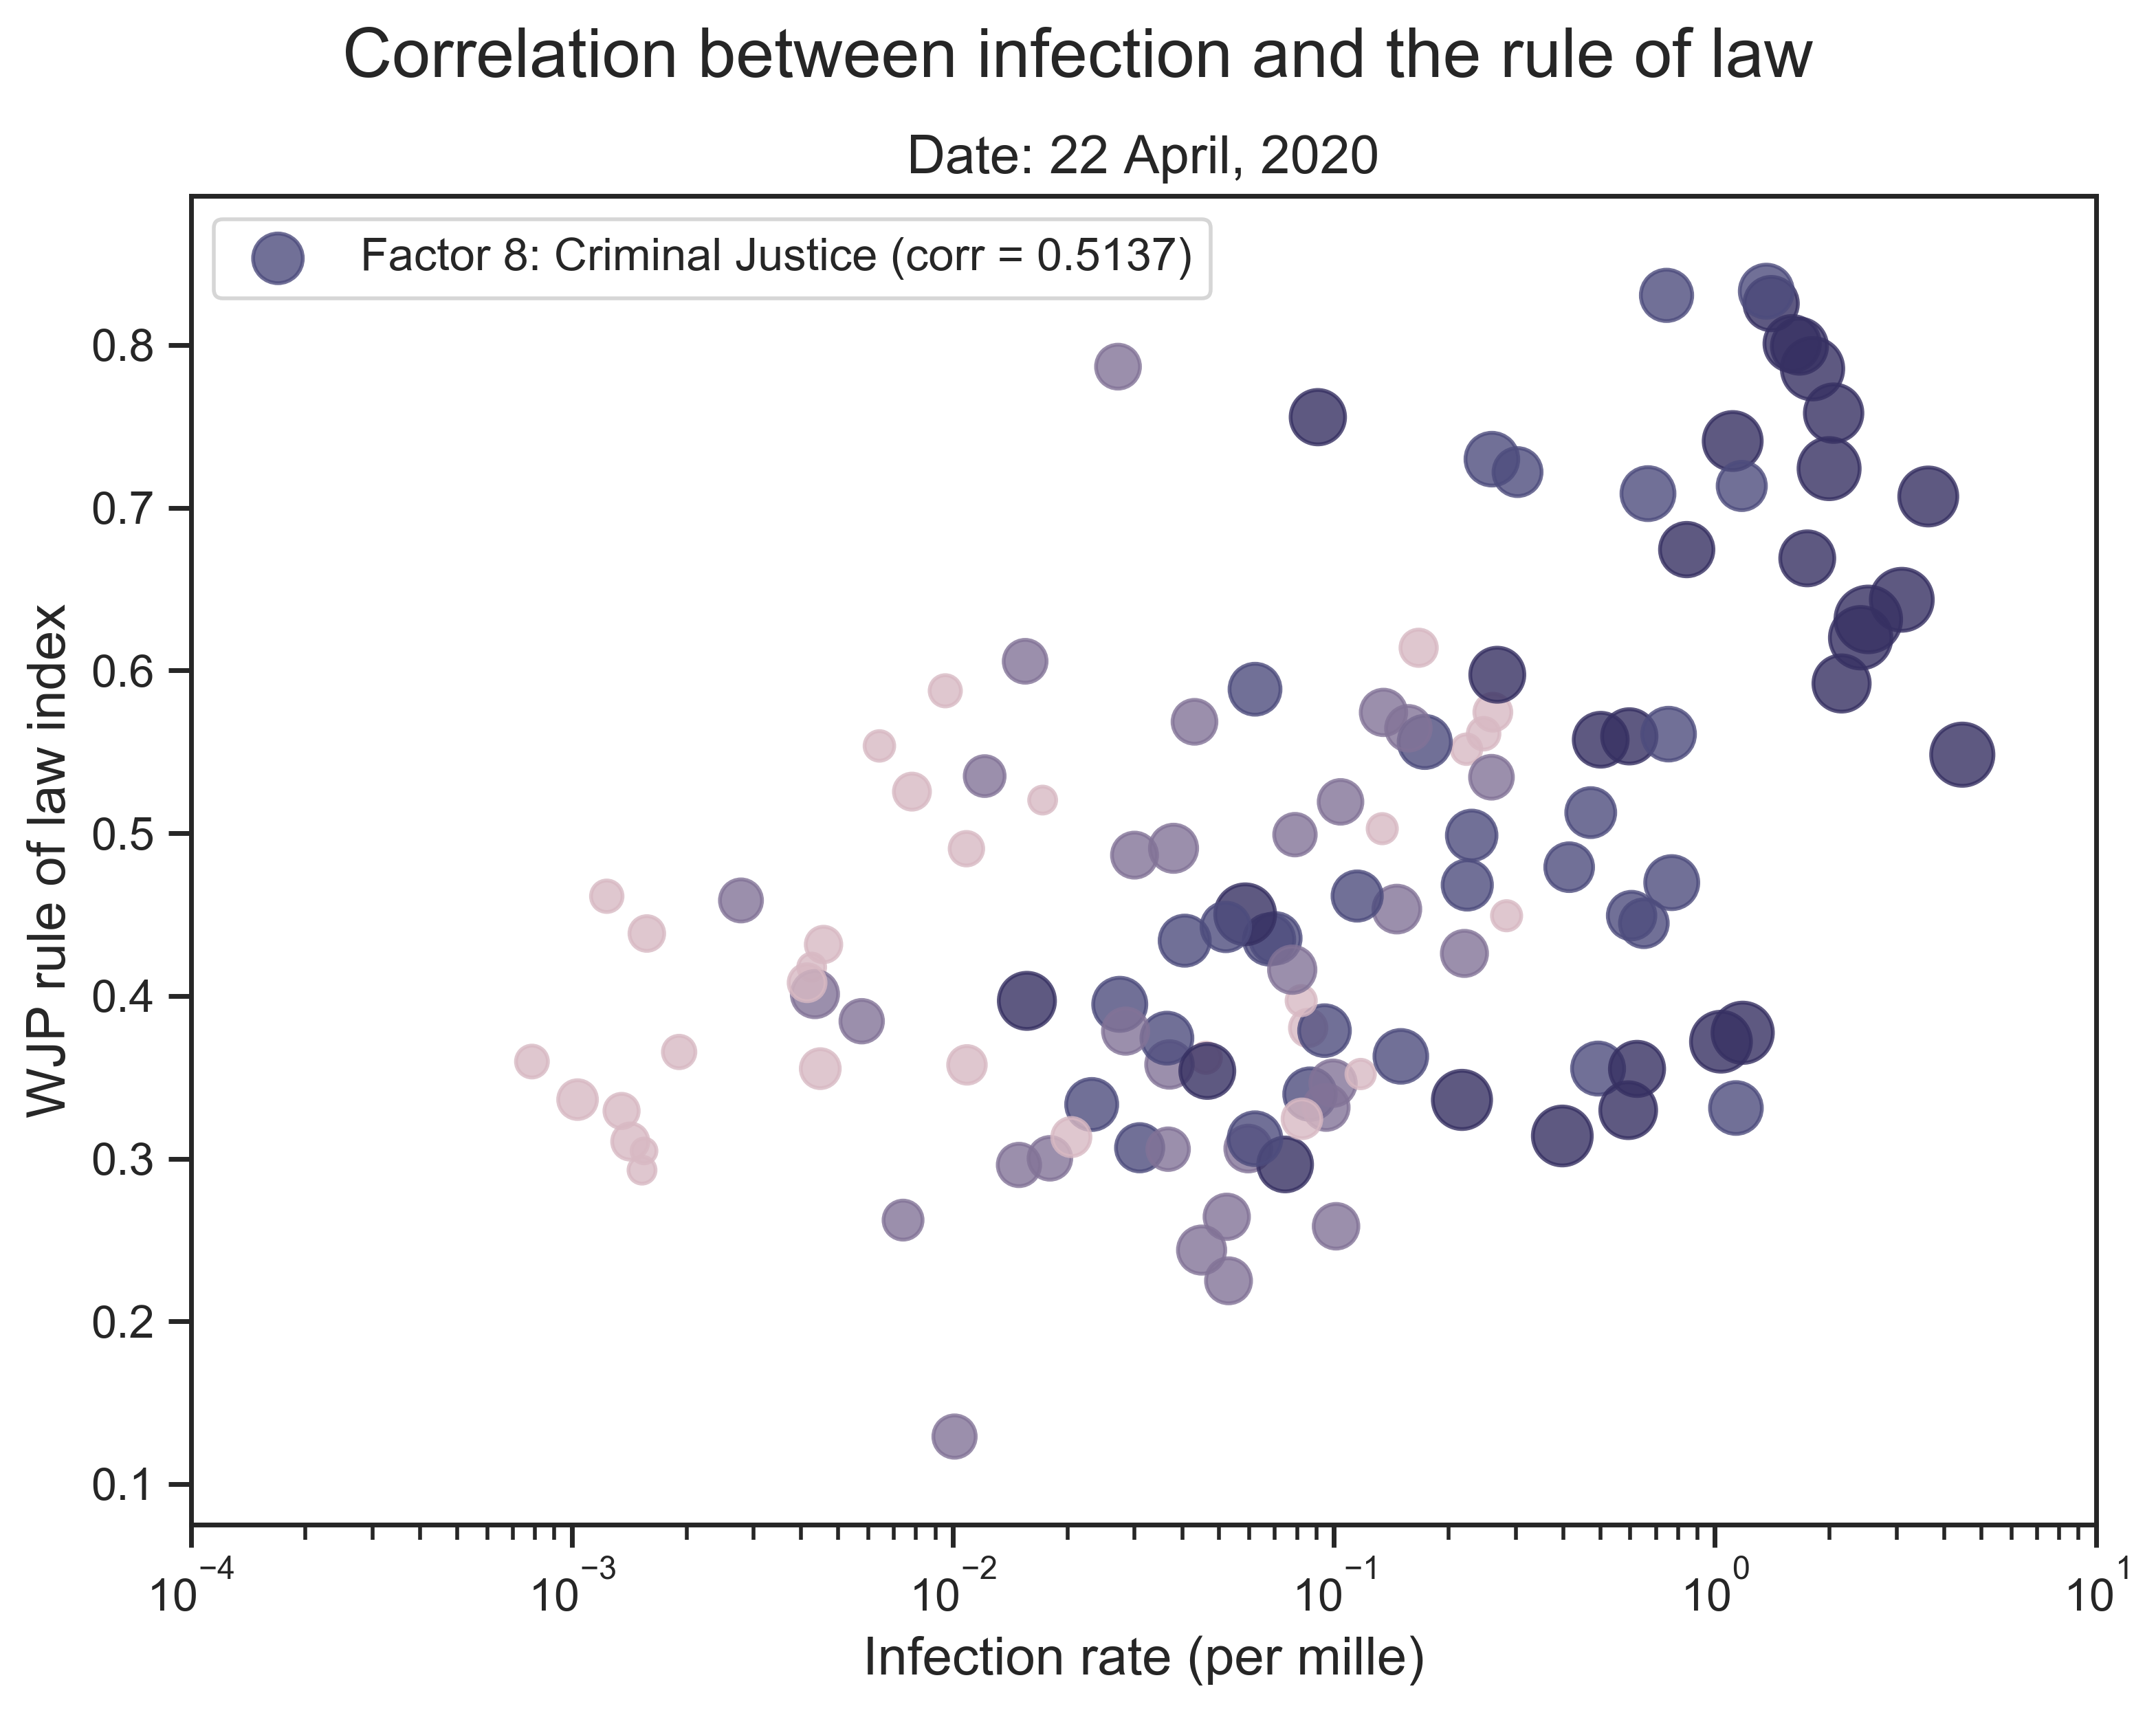 Correlation between infection and the rule of law
Date: 22 April, 2020
Factor 8: Criminal Justice (corr = 0.5137)
WJP rule of law index
0.8
0.7
0.6
0.5
0.4
0.3
0.2
0.1
10⁻⁴ 10⁻³ 10⁻² 10⁻¹ 10⁰ 10¹
Infection rate (per mille)